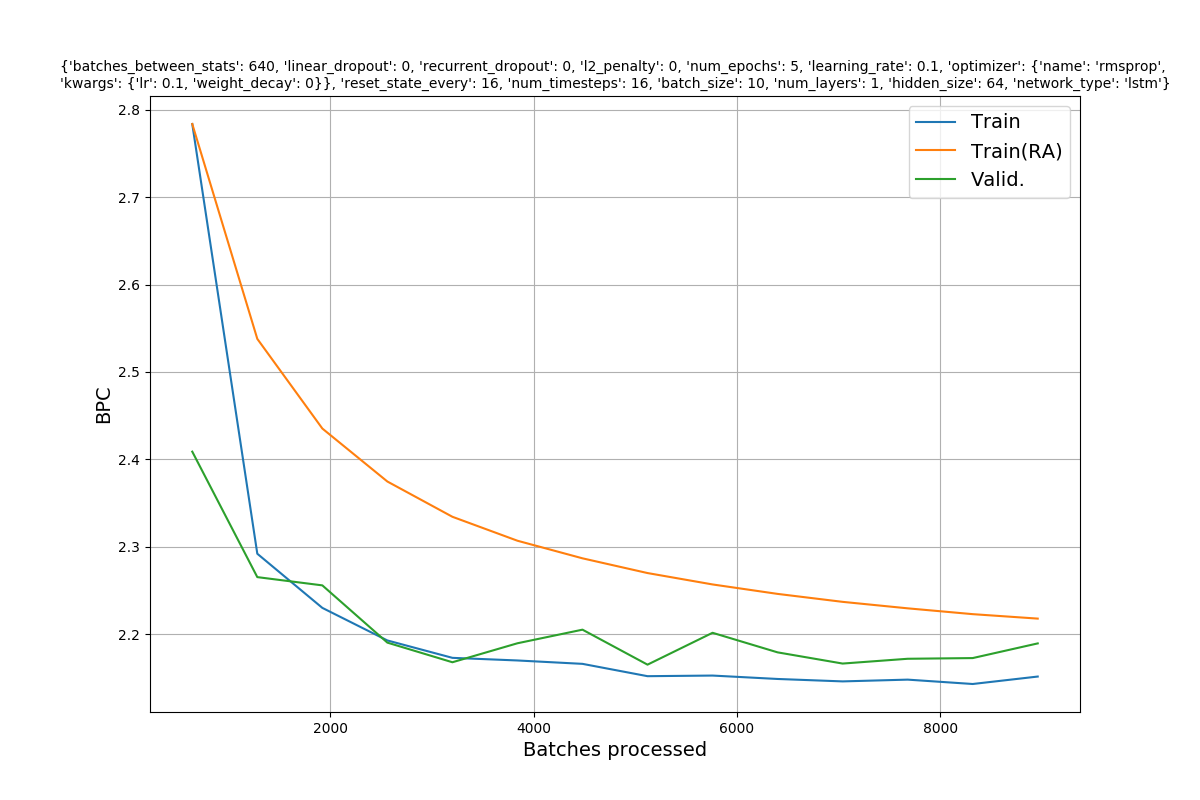 {'batches_between_stats': 640, 'linear_dropout': 0, 'recurrent_dropout': 0, 'l2_penalty': 0, 'num_epochs': 5, 'learning_rate': 0.1, 'optimizer': {'name': 'rmsprop',
'kwargs': {'lr': 0.1, 'weight_decay': 0}}, 'reset_state_every': 16, 'num_timesteps': 16, 'batch_size': 10, 'num_layers': 1, 'hidden_size': 64, 'network_type': 'lstm'}
Train
Train(RA)
Valid.
2.8
2.7
2.6
2.5
2.4
2.3
2.2
BPC
2000 4000 6000 8000
Batches processed